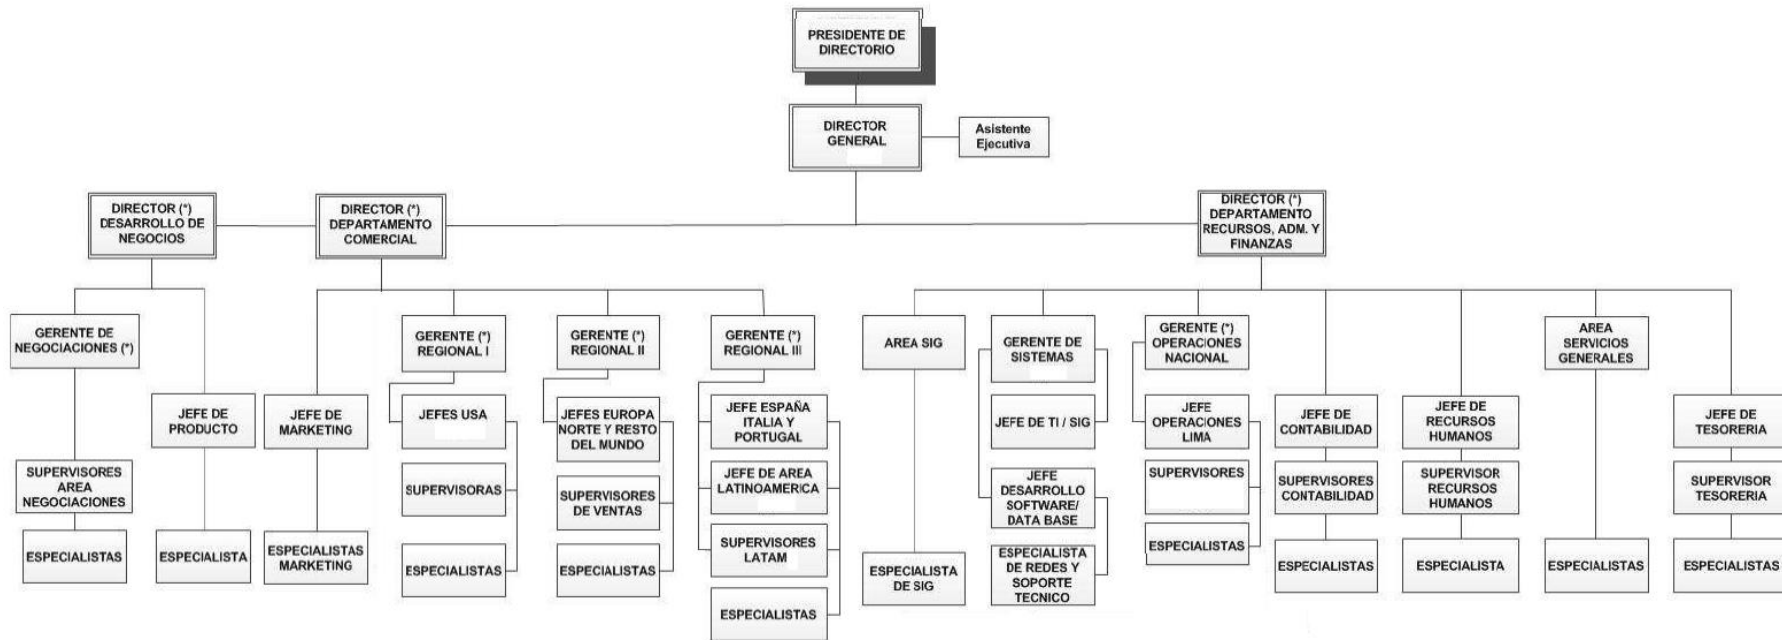 PRESIDENTE DE
DIRECTORIO
DIRECTOR
GENERAL
Asistente
Ejecutiva
DIRECTOR (*)
DESARROLLO DE
NEGOCIOS
DIRECTOR (*)
DEPARTAMENTO
COMERCIAL
DIRECTOR (*)
DEPARTAMENTO
RECURSOS, ADM. Y
FINANZAS
GERENTE DE
NEGOCIACIONES (*)
SUPERVISORES
AREA
NEGOCIACIONES
ESPECIALISTAS
JEFE DE
PRODUCTO
ESPECIALISTA
JEFE DE
MARKETING
ESPECIALISTAS
MARKETING
GERENTE (*)
REGIONAL I
JEFES USA
SUPERVISORAS
ESPECIALISTAS
GERENTE (*)
REGIONAL II
JEFES EUROPA
NORTE Y RESTO
DEL MUNDO
SUPERVISORES
DE VENTAS
ESPECIALISTAS
GERENTE (*)
REGIONAL III
JEFE ESPAÑA
ITALIA Y
PORTUGAL
JEFE DE AREA
LATINOAMERICA
SUPERVISORES
LATAM
ESPECIALISTAS
AREA SIG
ESPECIALISTA
DE SIG
GERENTE DE
SISTEMAS
JEFE DE TI / SIG
JEFE
DESARROLLO
SOFTWARE/
DATA BASE
ESPECIALISTA
DE REDES Y
SOPORTE
TECNICO
GERENTE (*)
OPERACIONES
NACIONAL
JEFE
OPERACIONES
LIMA
SUPERVISORES
ESPECIALISTAS
JEFE DE
CONTABILIDAD
SUPERVISORES
CONTABILIDAD
ESPECIALISTAS
JEFE DE
RECURSOS
HUMANOS
SUPERVISOR
RECURSOS
HUMANOS
ESPECIALISTA
AREA
SERVICIOS
GENERALES
ESPECIALISTAS
JEFE DE
TESORERIA
SUPERVISOR
TESORERIA
ESPECIALISTAS